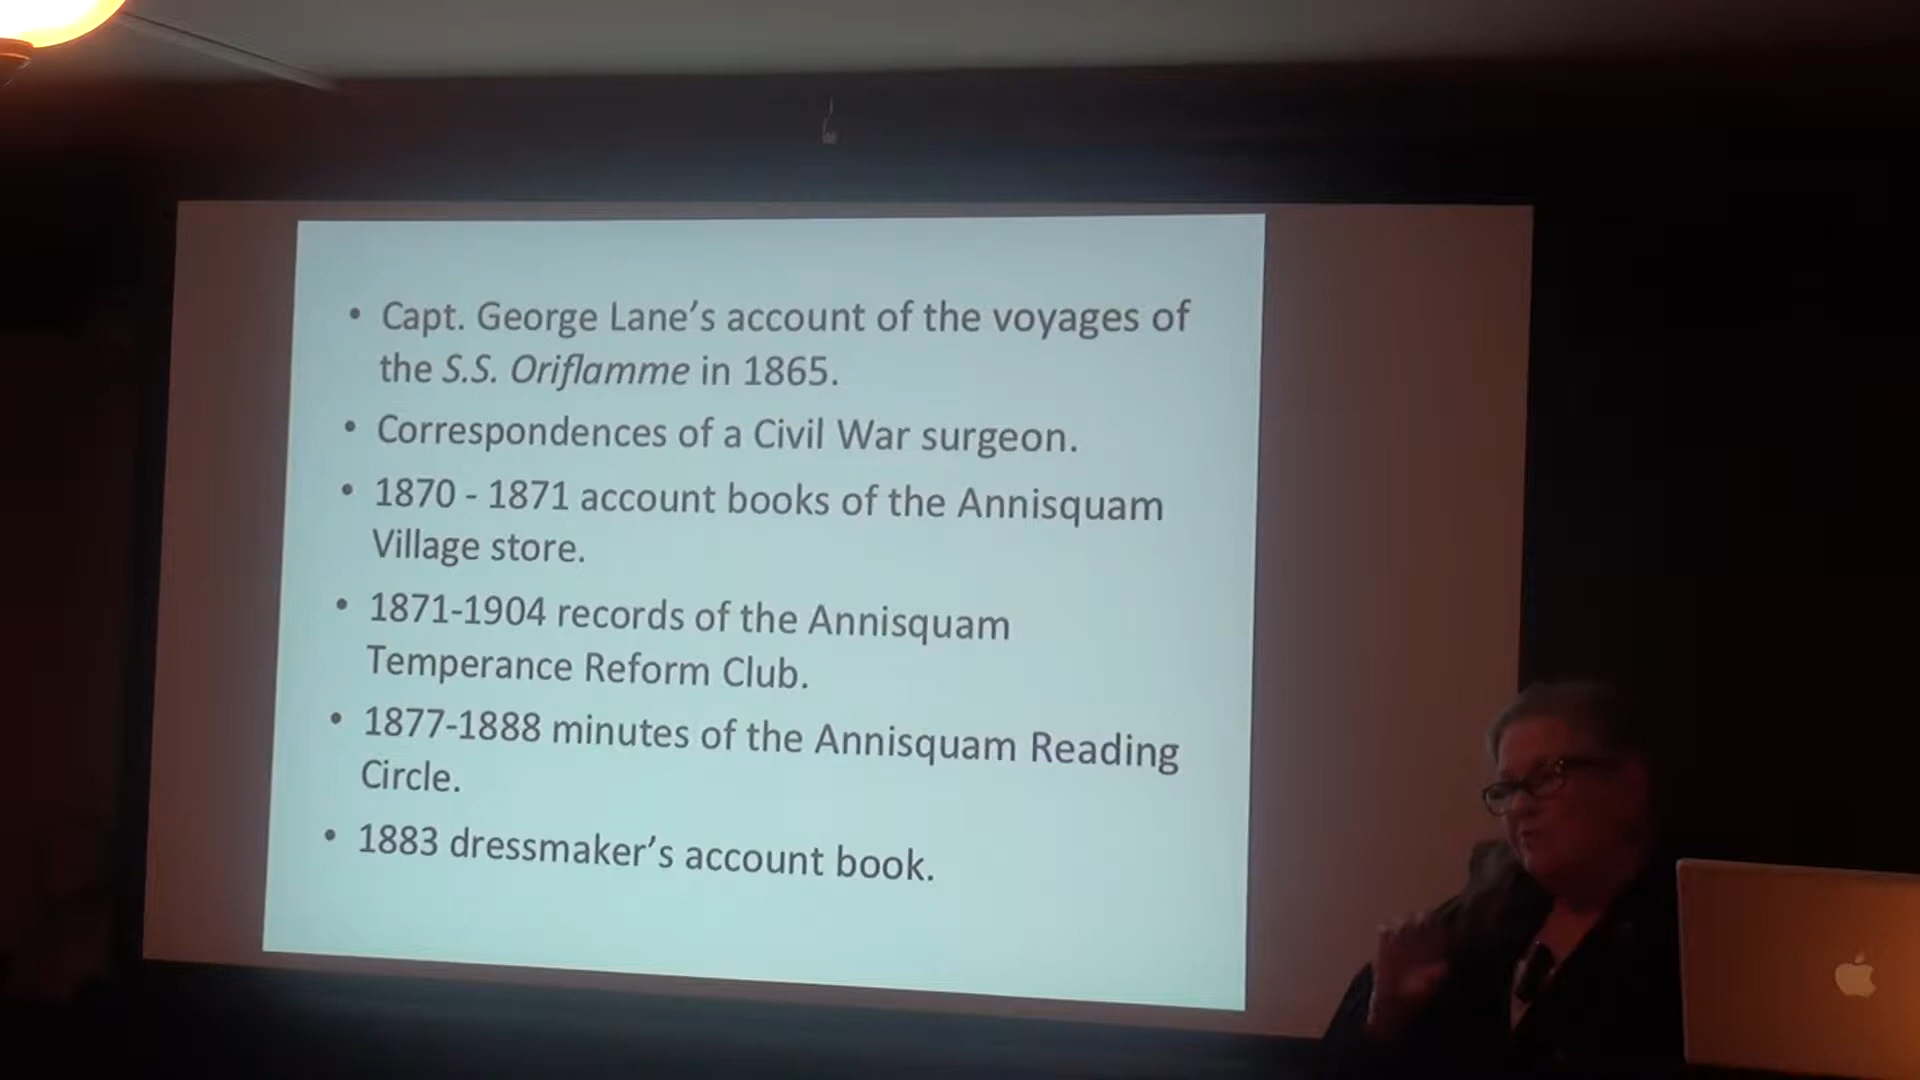 • Capt. George Lane's account of the voyages of
the S.S. Oriflamme in 1865.
• Correspondences of a Civil War surgeon.
• 1870 - 1871 account books of the Annisquam
Village store.
• 1871-1904 records of the Annisquam
Temperance Reform Club.
• 1877-1888 minutes of the Annisquam Reading
Circle.
• 1883 dressmaker's account book.